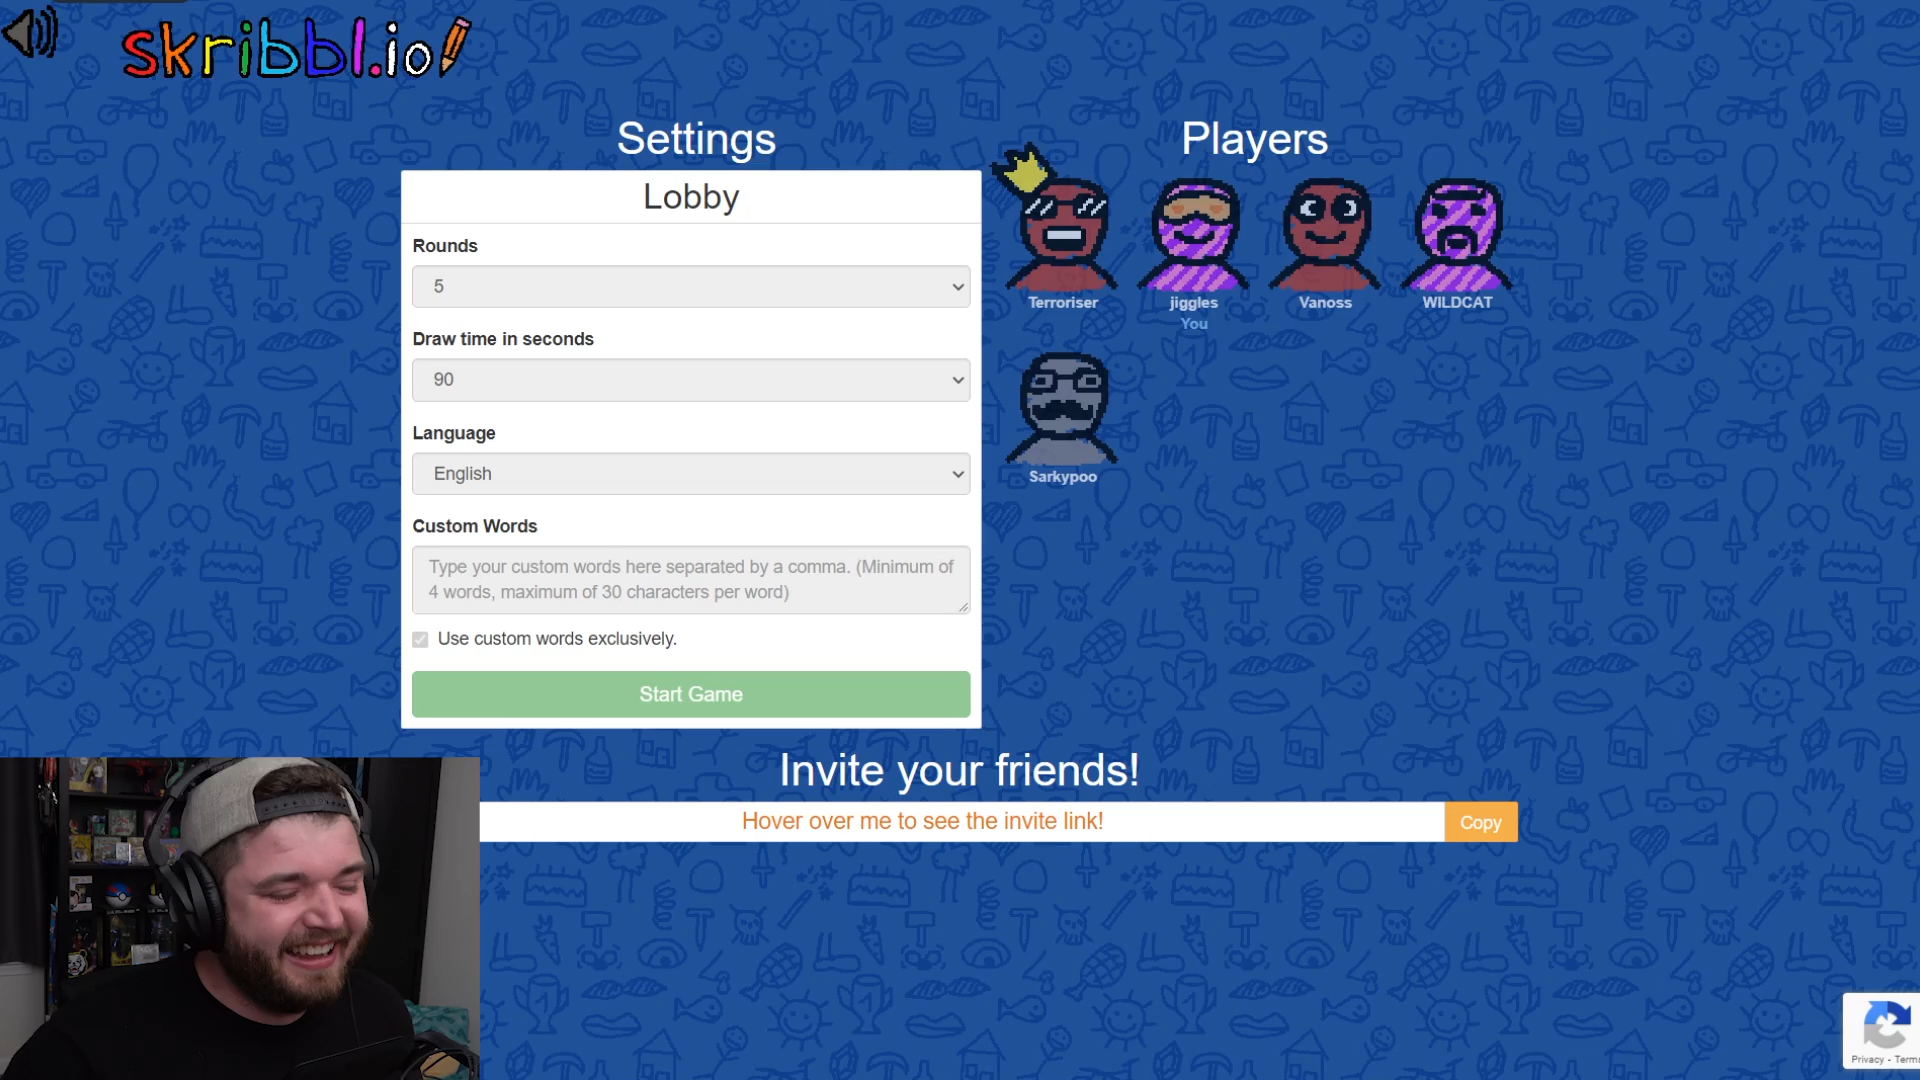 skribbl.io
Settings
Players
Lobby
Rounds
5
Draw time in seconds
90
Language
English
Custom Words
Type your custom words here separated by a comma. (Minimum of
4 words, maximum of 30 characters per word)
Use custom words exclusively.
Start Game
Terroriser
jiggles
You
Vanoss
WILDCAT
Sarkypoo
Invite your friends!
Hover over me to see the invite link!
Copy
Privacy - Terms